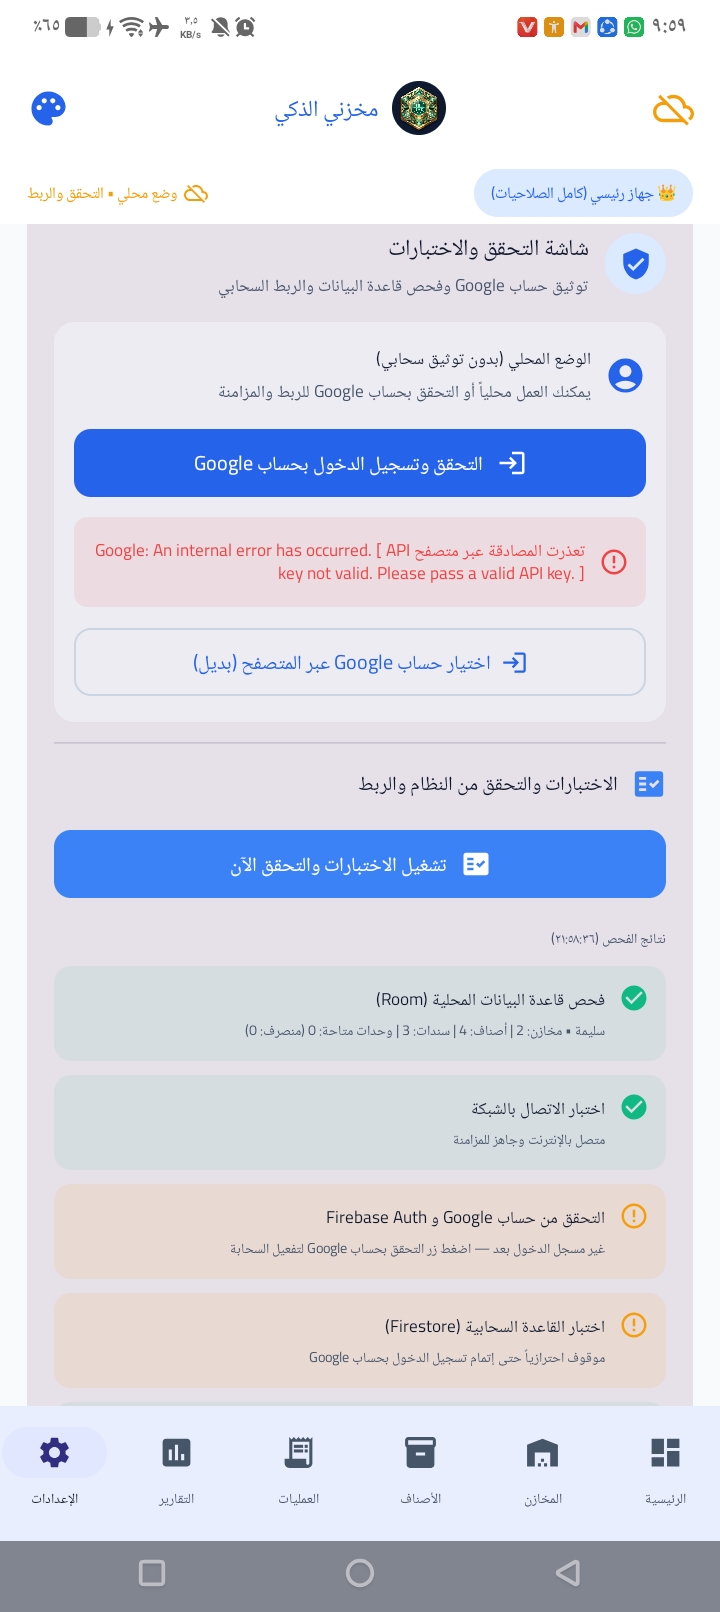 ٩:٥٩
٣,٥ KB/s
٪٦٥
مخزني الذكي
👑 جهاز رئيسي (كامل الصلاحيات)
وضع محلي • التحقق والربط
شاشة التحقق والاختبارات
توثيق حساب Google وفحص قاعدة البيانات والربط السحابي
الوضع المحلي (بدون توثيق سحابي)
يمكنك العمل محلياً أو التحقق بحساب Google للربط والمزامنة
التحقق وتسجيل الدخول بحساب Google
تعذرت المصادقة عبر متصفح Google: An internal error has occurred. [ API
key not valid. Please pass a valid API key. ]
اختيار حساب Google عبر المتصفح (بديل)
الاختبارات والتحقق من النظام والربط
تشغيل الاختبارات والتحقق الآن
نتائج الفحص (٢١:٥٨:٣٦)
فحص قاعدة البيانات المحلية (Room)
سليمة • مخازن: 2 | أصناف: 4 | سندات: 3 | وحدات متاحة: 0 (منصرف: 0)
اختبار الاتصال بالشبكة
متصل بالإنترنت وجاهز للمزامنة
التحقق من حساب Google و Firebase Auth
غير مسجل الدخول بعد — اضغط زر التحقق بحساب Google لتفعيل السحابة
اختبار القاعدة السحابية (Firestore)
موقوف احترازياً حتى إتمام تسجيل الدخول بحساب Google
الرئيسية
المخازن
الأصناف
العمليات
التقارير
الإعدادات